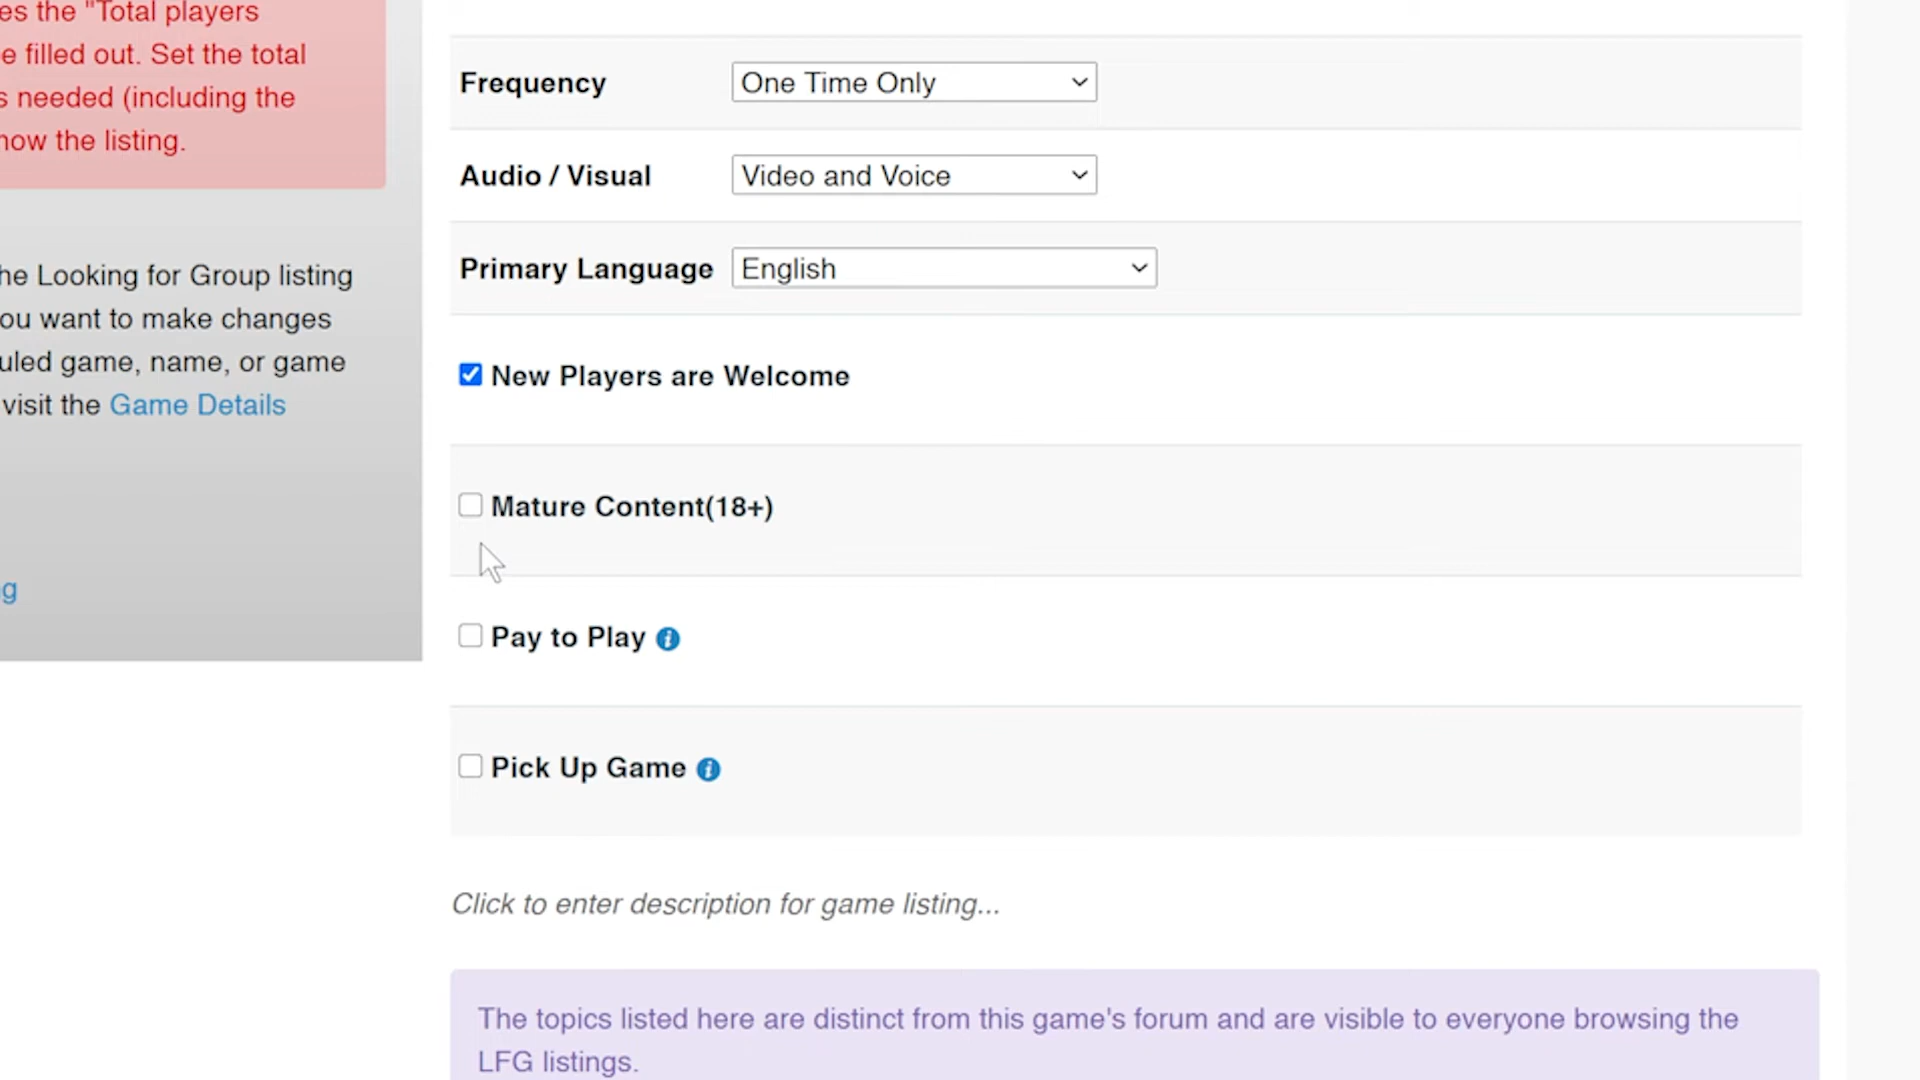 es the "Total players
e filled out. Set the total
s needed (including the
now the listing.
he Looking for Group listing
ou want to make changes
uled game, name, or game
visit the Game Details
g
Frequency One Time Only
Audio / Visual Video and Voice
Primary Language English
New Players are Welcome
Mature Content(18+)
Pay to Play
Pick Up Game
Click to enter description for game listing...
The topics listed here are distinct from this game's forum and are visible to everyone browsing the
LFG listings.